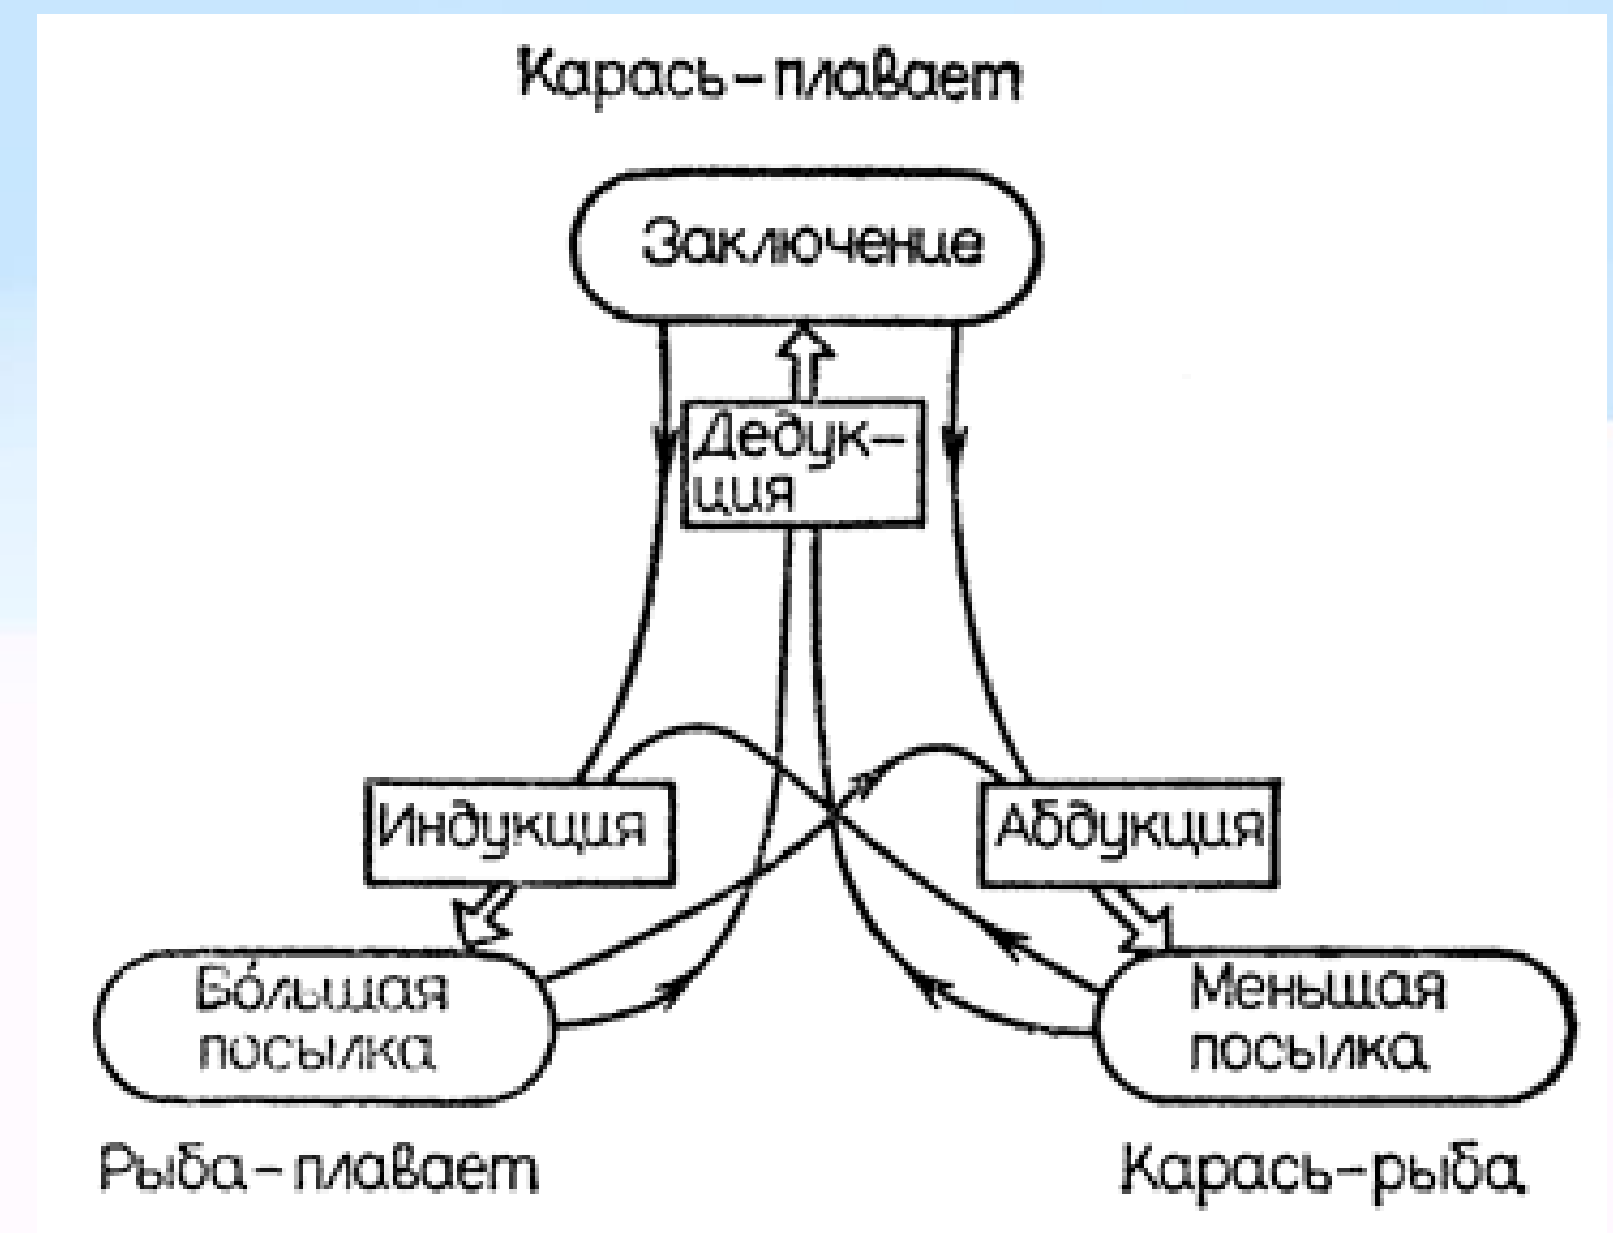 Карась – плавает
Заключение
Дедук–
ция
Индукция
Абдукция
Бо́льшая
посылка
Меньшая
посылка
Рыба – плавает
Карась – рыба